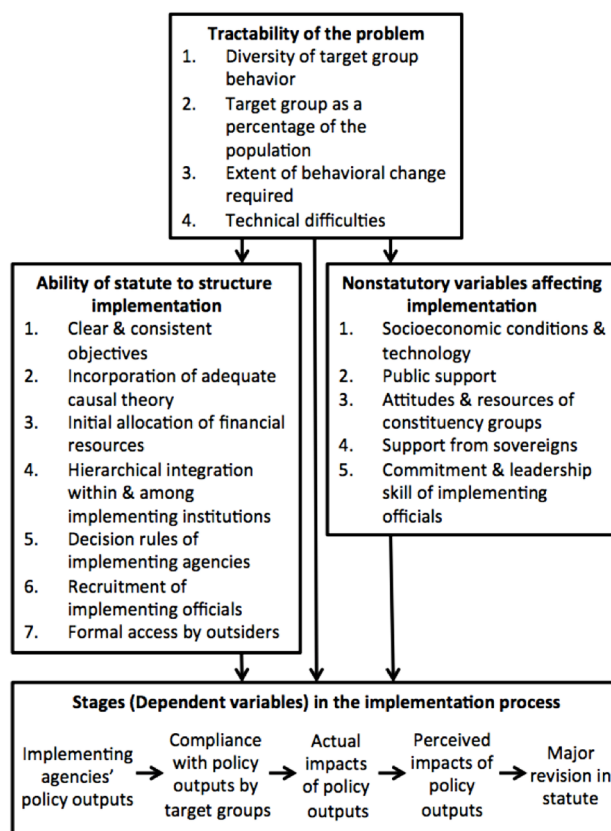 Tractability of the problem
1. Diversity of target group
behavior
2. Target group as a
percentage of the
population
3. Extent of behavioral change
required
4. Technical difficulties
Ability of statute to structure
implementation
1. Clear & consistent
objectives
2. Incorporation of adequate
causal theory
3. Initial allocation of financial
resources
4. Hierarchical integration
within & among
implementing institutions
5. Decision rules of
implementing agencies
6. Recruitment of
implementing officials
7. Formal access by outsiders
Nonstatutory variables affecting
implementation
1. Socioeconomic conditions &
technology
2. Public support
3. Attitudes & resources of
constituency groups
4. Support from sovereigns
5. Commitment & leadership
skill of implementing
officials
Stages (Dependent variables) in the implementation process
Implementing
agencies'
policy outputs
Compliance
with policy
outputs by
target groups
Actual
impacts
of policy
outputs
Perceived
impacts of
policy
outputs
Major
revision in
statute